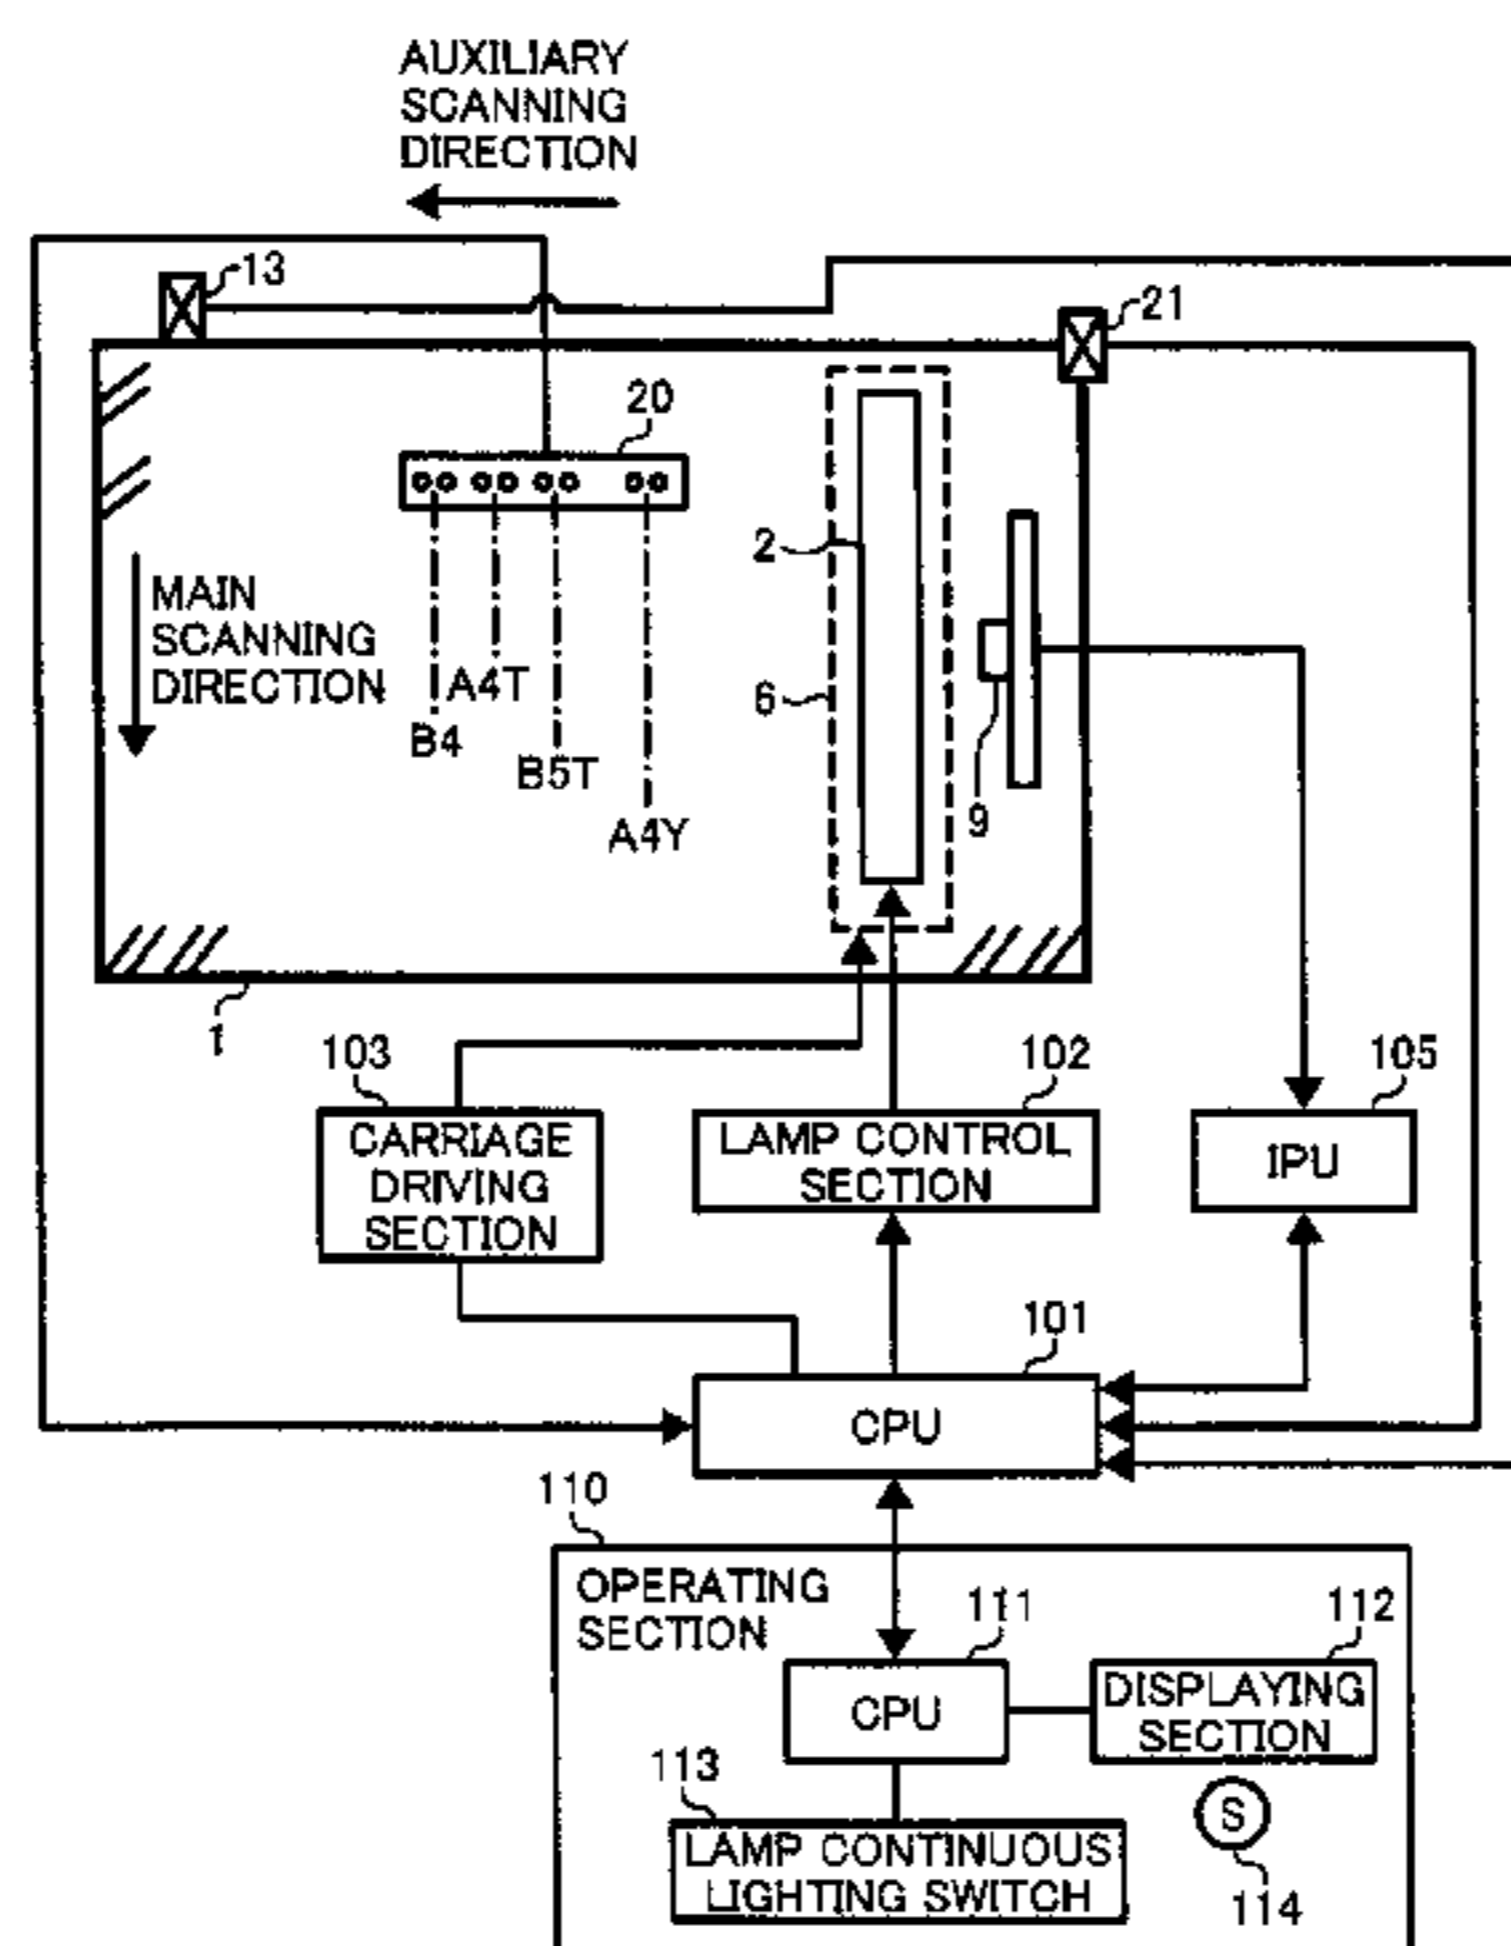 AUXILIARY
SCANNING
DIRECTION
13
21
20
2
MAIN
SCANNING
DIRECTION
A4T
6
B4
B5T
9
A4Y
1
103
102
105
CARRIAGE
DRIVING
SECTION
LAMP CONTROL
SECTION
IPU
101
CPU
110
OPERATING
SECTION
111
112
CPU
DISPLAYING
SECTION
113
S
LAMP CONTINUOUS
LIGHTING SWITCH
114